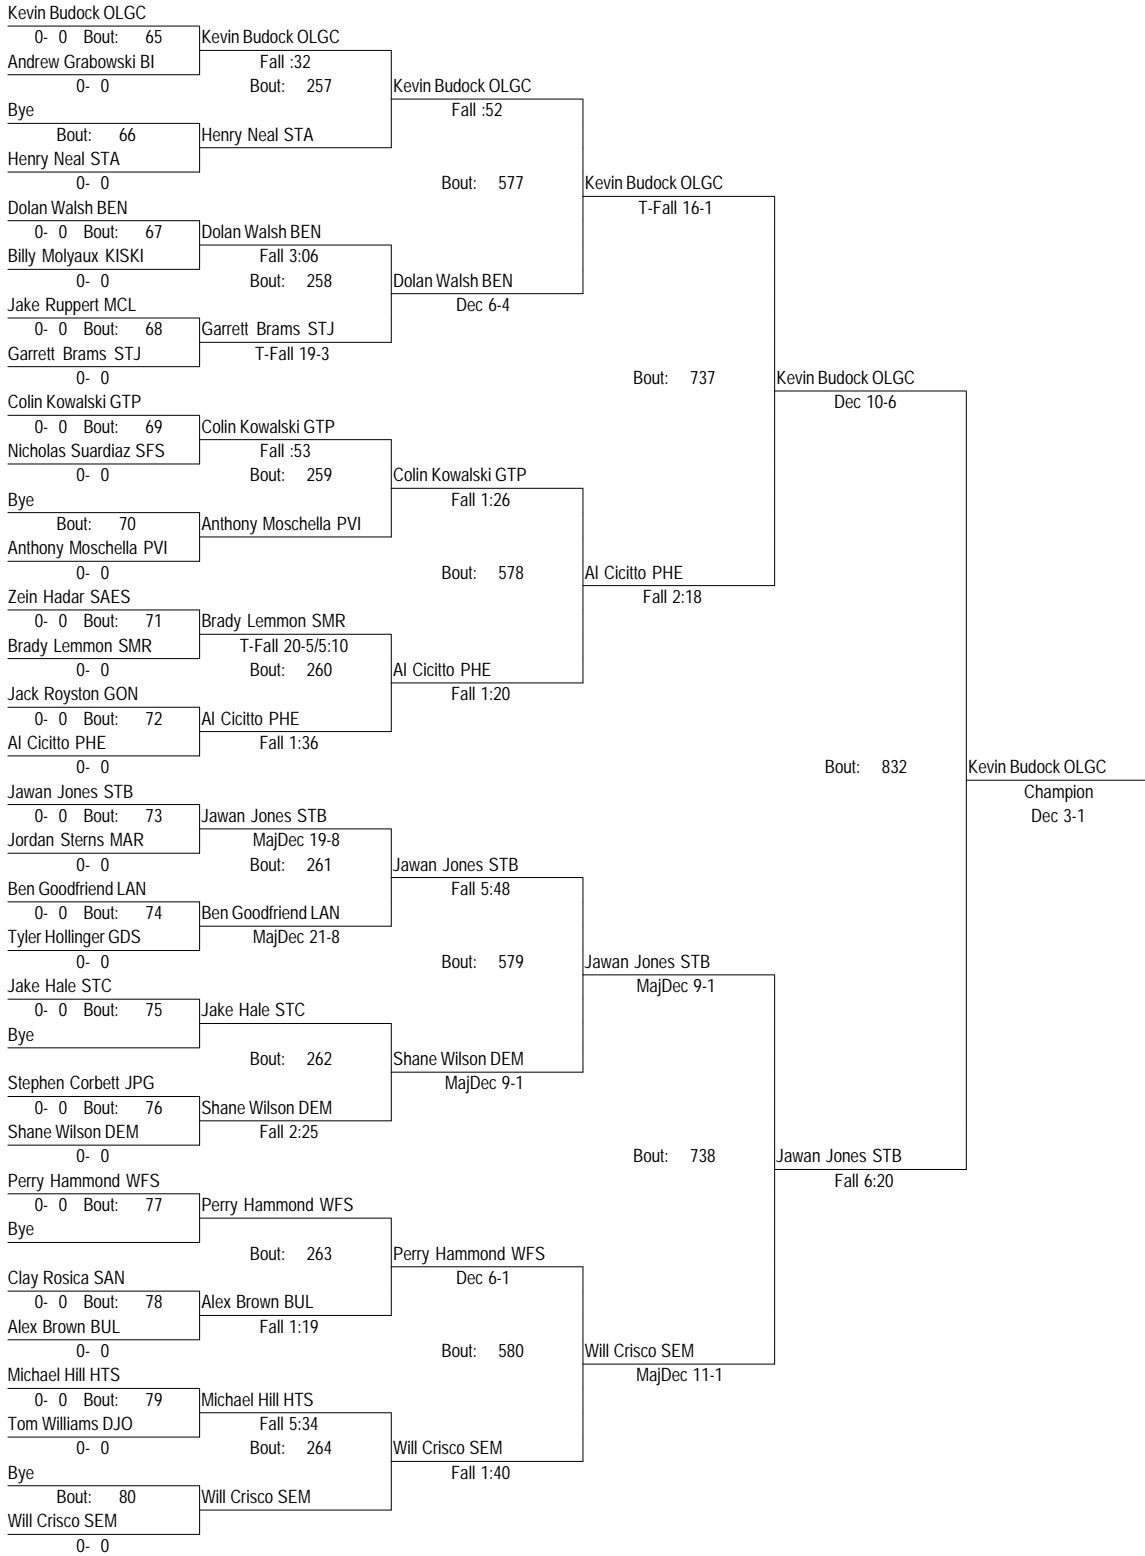 Kevin Budock OLGC
0- 0 Bout: 65 Kevin Budock OLGC
Andrew Grabowski BI Fall :32
0- 0 Bout: 257 Kevin Budock OLGC
Bye Fall :52
Bout: 66 Henry Neal STA
Henry Neal STA
0- 0 Bout: 577 Kevin Budock OLGC
Dolan Walsh BEN T-Fall 16-1
0- 0 Bout: 67 Dolan Walsh BEN
Billy Molyaux KISKI Fall 3:06
0- 0 Bout: 258 Dolan Walsh BEN
Jake Ruppert MCL Dec 6-4
0- 0 Bout: 68 Garrett Brams STJ
Garrett Brams STJ T-Fall 19-3
0- 0 Bout: 737 Kevin Budock OLGC
Colin Kowalski GTP Dec 10-6
0- 0 Bout: 69 Colin Kowalski GTP
Nicholas Suardiaz SFS Fall :53
0- 0 Bout: 259 Colin Kowalski GTP
Bye Fall 1:26
Bout: 70 Anthony Moschella PVI
Anthony Moschella PVI
0- 0 Bout: 578 Al Cicitto PHE
Zein Hadar SAES Fall 2:18
0- 0 Bout: 71 Brady Lemmon SMR
Brady Lemmon SMR T-Fall 20-5/5:10
0- 0 Bout: 260 Al Cicitto PHE
Jack Royston GON Fall 1:20
0- 0 Bout: 72 Al Cicitto PHE
Al Cicitto PHE Fall 1:36
0- 0 Bout: 832 Kevin Budock OLGC
Jawan Jones STB Champion
0- 0 Bout: 73 Jawan Jones STB Dec 3-1
Jordan Sterns MAR MajDec 19-8
0- 0 Bout: 261 Jawan Jones STB
Ben Goodfriend LAN Fall 5:48
0- 0 Bout: 74 Ben Goodfriend LAN
Tyler Hollinger GDS MajDec 21-8
0- 0 Bout: 579 Jawan Jones STB
Jake Hale STC MajDec 9-1
0- 0 Bout: 75 Jake Hale STC
Bye
Bout: 262 Shane Wilson DEM
Stephen Corbett JPG MajDec 9-1
0- 0 Bout: 76 Shane Wilson DEM
Shane Wilson DEM Fall 2:25
0- 0 Bout: 738 Jawan Jones STB
Perry Hammond WFS Fall 6:20
0- 0 Bout: 77 Perry Hammond WFS
Bye
Bout: 263 Perry Hammond WFS
Clay Rosica SAN Dec 6-1
0- 0 Bout: 78 Alex Brown BUL
Alex Brown BUL Fall 1:19
0- 0 Bout: 580 Will Crisco SEM
Michael Hill HTS MajDec 11-1
0- 0 Bout: 79 Michael Hill HTS
Tom Williams DJO Fall 5:34
0- 0 Bout: 264 Will Crisco SEM
Bye Fall 1:40
Bout: 80 Will Crisco SEM
Will Crisco SEM
0- 0